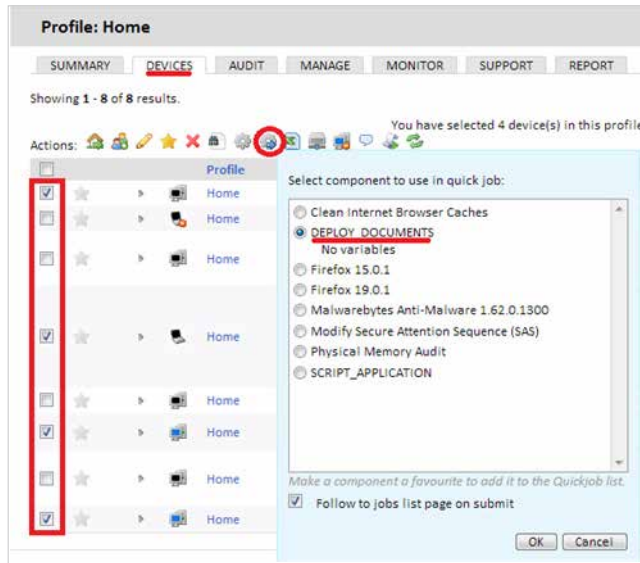 Profile: Home
SUMMARY DEVICES AUDIT MANAGE MONITOR SUPPORT REPORT
Showing 1 - 8 of 8 results.
You have selected 4 device(s) in this profile
Actions:
Profile
Select component to use in quick job:
Home
Clean Internet Browser Caches
Home
DEPLOY_DOCUMENTS
No variables
Home
Firefox 15.0.1
Firefox 19.0.1
Malwarebytes Anti-Malware 1.62.0.1300
Modify Secure Attention Sequence (SAS)
Home
Physical Memory Audit
SCRIPT_APPLICATION
Home
Home
Home
Make a component a favourite to add it to the Quickjob list.
Follow to jobs list page on submit
Home
OK Cancel